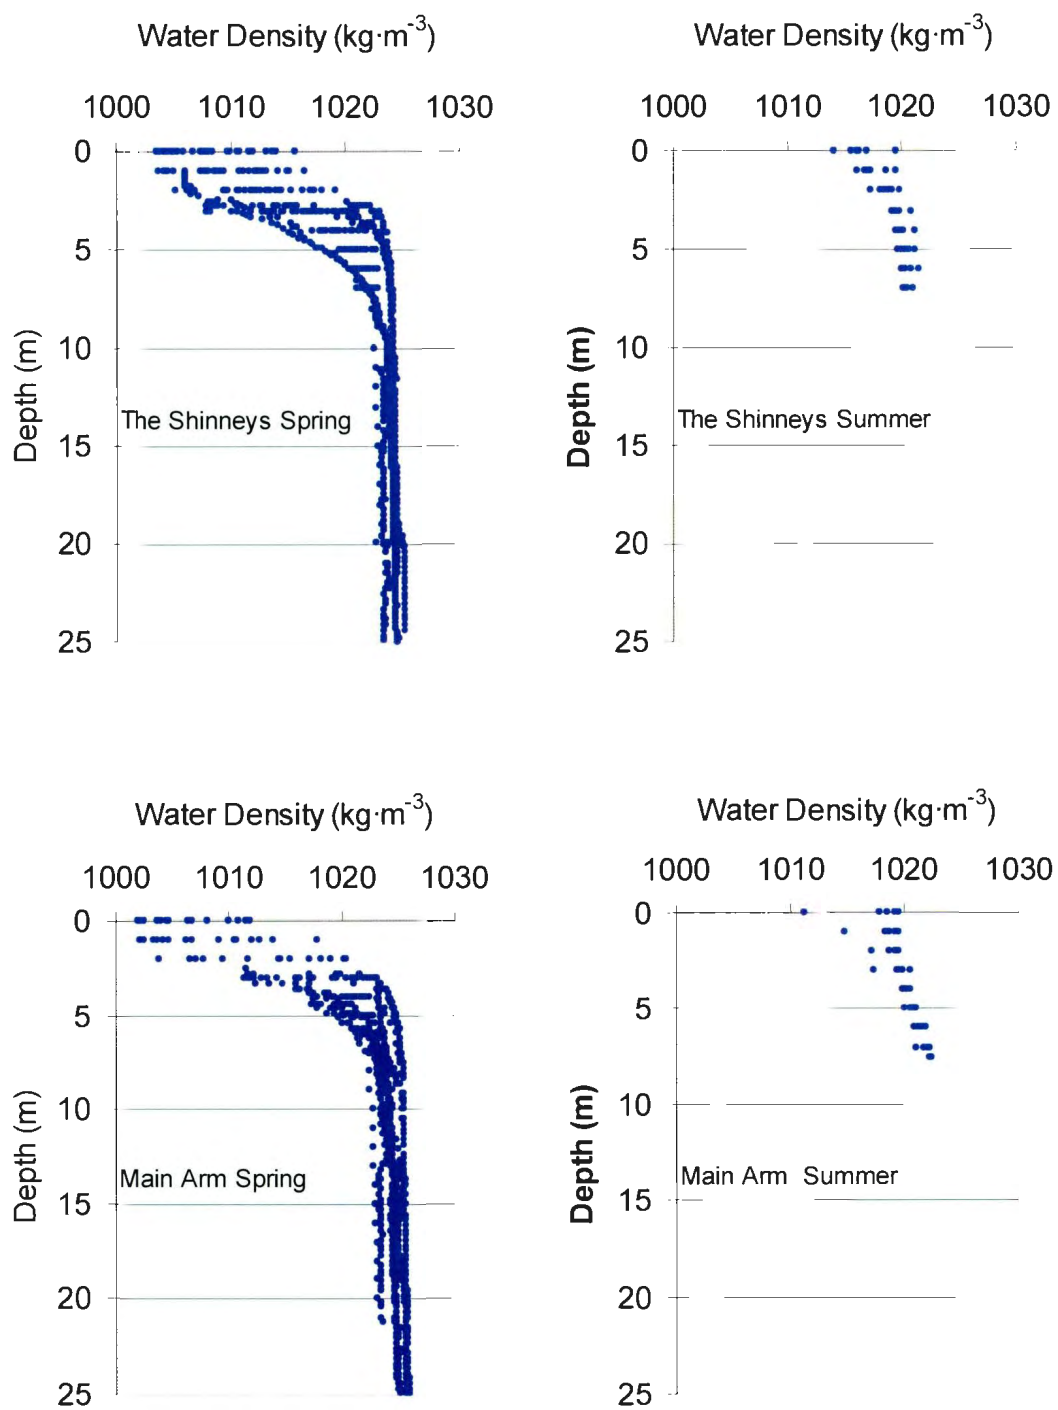 Water Density (kg·m⁻³)
1000 1010 1020 1030
0
5
10
15
20
25
Depth (m)
The Shinneys Spring
Water Density (kg·m⁻³)
1000 1010 1020 1030
0
5
10
15
20
25
Depth (m)
The Shinneys Summer
Water Density (kg·m⁻³)
1000 1010 1020 1030
0
5
10
15
20
25
Depth (m)
Main Arm Spring
Water Density (kg·m⁻³)
1000 1010 1020 1030
0
5
10
15
20
25
Depth (m)
Main Arm Summer